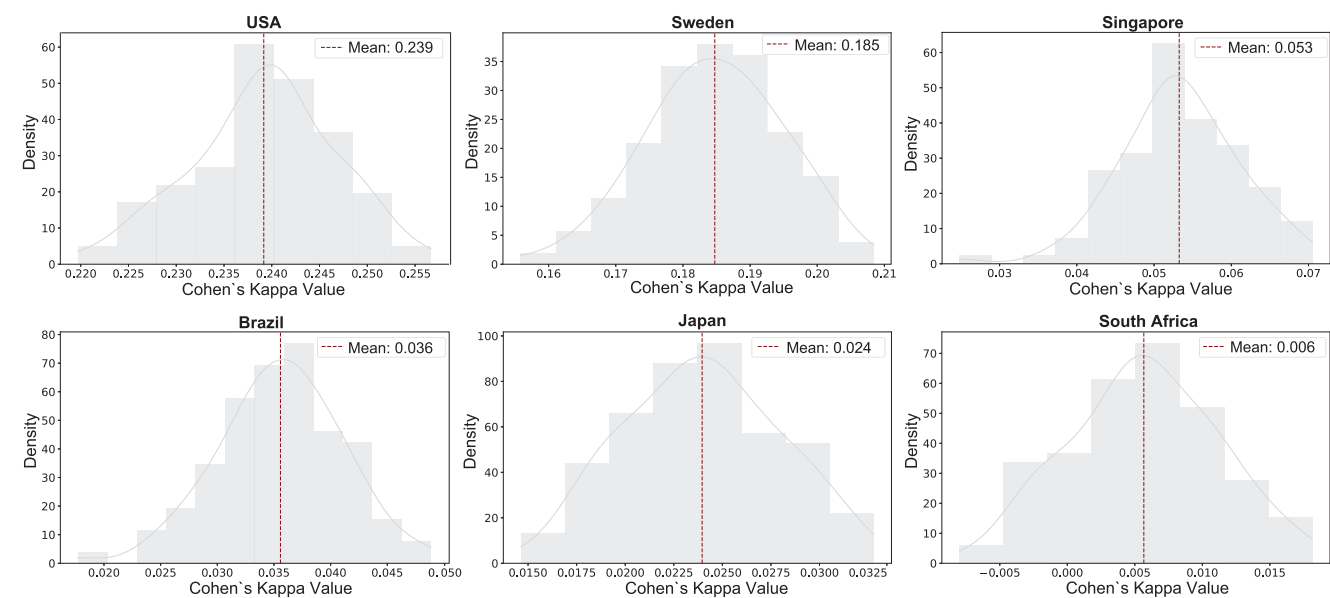 USA
Mean: 0.239
Density
60
50
40
30
20
10
0
0.220 0.225 0.230 0.235 0.240 0.245 0.250 0.255
Cohen`s Kappa Value
Sweden
Mean: 0.185
Density
35
30
25
20
15
10
5
0
0.16 0.17 0.18 0.19 0.20 0.21
Cohen`s Kappa Value
Singapore
Mean: 0.053
Density
60
50
40
30
20
10
0
0.03 0.04 0.05 0.06 0.07
Cohen`s Kappa Value
Brazil
Mean: 0.036
Density
80
70
60
50
40
30
20
10
0
0.020 0.025 0.030 0.035 0.040 0.045 0.050
Cohen`s Kappa Value
Japan
Mean: 0.024
Density
100
80
60
40
20
0
0.0150 0.0175 0.0200 0.0225 0.0250 0.0275 0.0300 0.0325
Cohen`s Kappa Value
South Africa
Mean: 0.006
Density
70
60
50
40
30
20
10
0
−0.005 0.000 0.005 0.010 0.015
Cohen`s Kappa Value